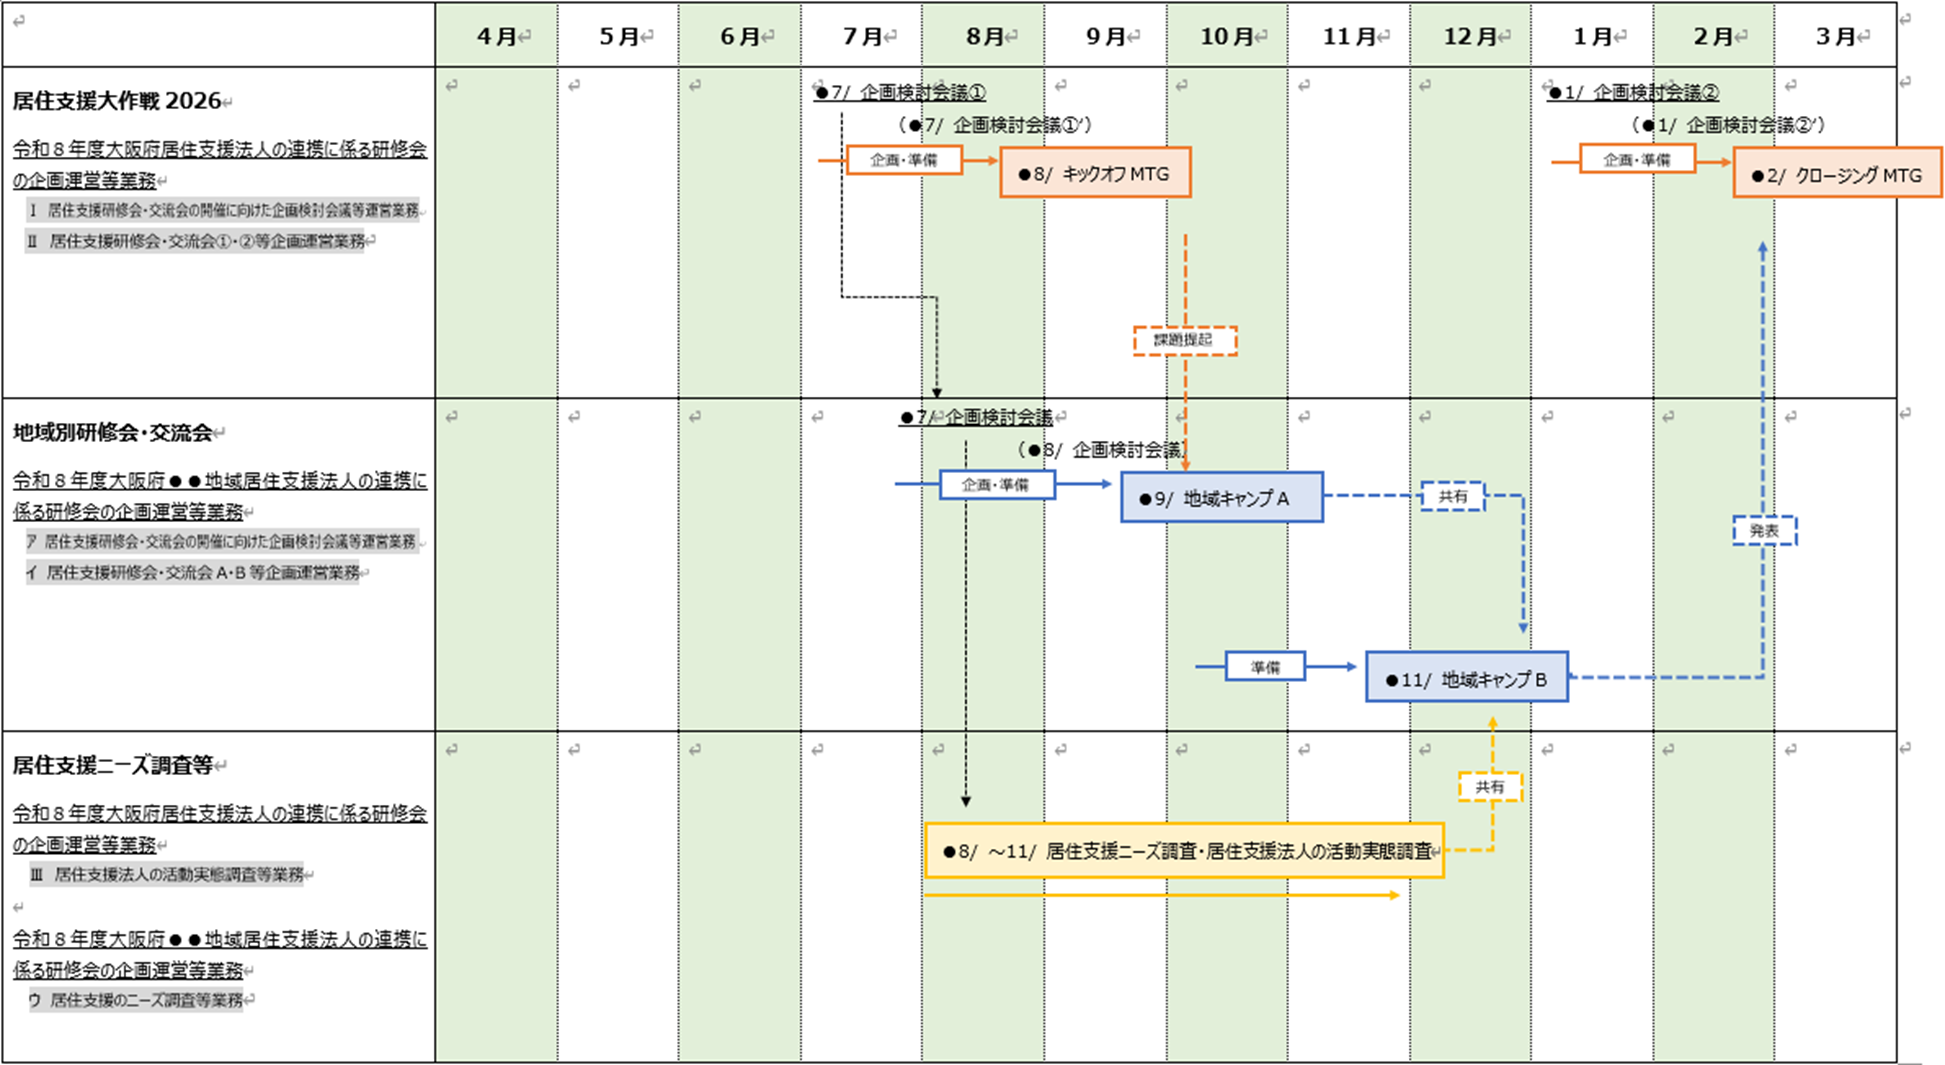 4月 5月 6月 7月 8月 9月 10月 11月 12月 1月 2月 3月
居住支援大作戦 2026
令和８年度大阪府居住支援法人の連携に係る研修会
の企画運営等業務
Ⅰ 居住支援研修会・交流会の開催に向けた企画検討会議等運営業務
Ⅱ 居住支援研修会・交流会①・②等企画運営業務
●7/ 企画検討会議①
（●7/ 企画検討会議①’）
企画・準備
●8/ キックオフ MTG
課題提起
●1/ 企画検討会議②
（●1/ 企画検討会議②’）
企画・準備
●2/ クロージング MTG
地域別研修会・交流会
令和８年度大阪府●●地域居住支援法人の連携に
係る研修会の企画運営等業務
ア 居住支援研修会・交流会の開催に向けた企画検討会議等運営業務
イ 居住支援研修会・交流会 A・B 等企画運営業務
●7/ 企画検討会議
（●8/ 企画検討会議）
企画・準備
●9/ 地域キャンプ A
共有
発表
準備
●11/ 地域キャンプ B
居住支援ニーズ調査等
令和８年度大阪府居住支援法人の連携に係る研修会
の企画運営等業務
Ⅲ 居住支援法人の活動実態調査等業務
令和８年度大阪府●●地域居住支援法人の連携に
係る研修会の企画運営等業務
ウ 居住支援のニーズ調査等業務
共有
●8/ ～11/ 居住支援ニーズ調査・居住支援法人の活動実態調査